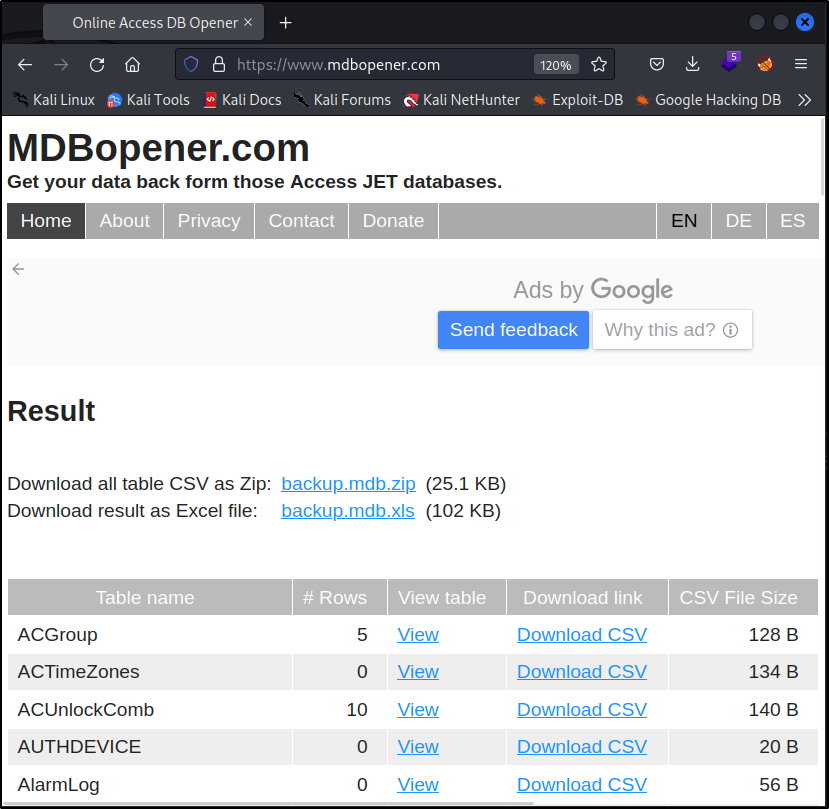 Online Access DB Opener × +
https://www.mdbopener.com 120% 5
Kali Linux Kali Tools Kali Docs Kali Forums Kali NetHunter Exploit-DB Google Hacking DB
MDBopener.com
Get your data back form those Access JET databases.
Home About Privacy Contact Donate EN DE ES
Ads by Google
Send feedback Why this ad?
Result
Download all table CSV as Zip: backup.mdb.zip (25.1 KB)
Download result as Excel file: backup.mdb.xls (102 KB)
Table name # Rows View table Download link CSV File Size
ACGroup 5 View Download CSV 128 B
ACTimeZones 0 View Download CSV 134 B
ACUnlockComb 10 View Download CSV 140 B
AUTHDEVICE 0 View Download CSV 20 B
AlarmLog 0 View Download CSV 56 B